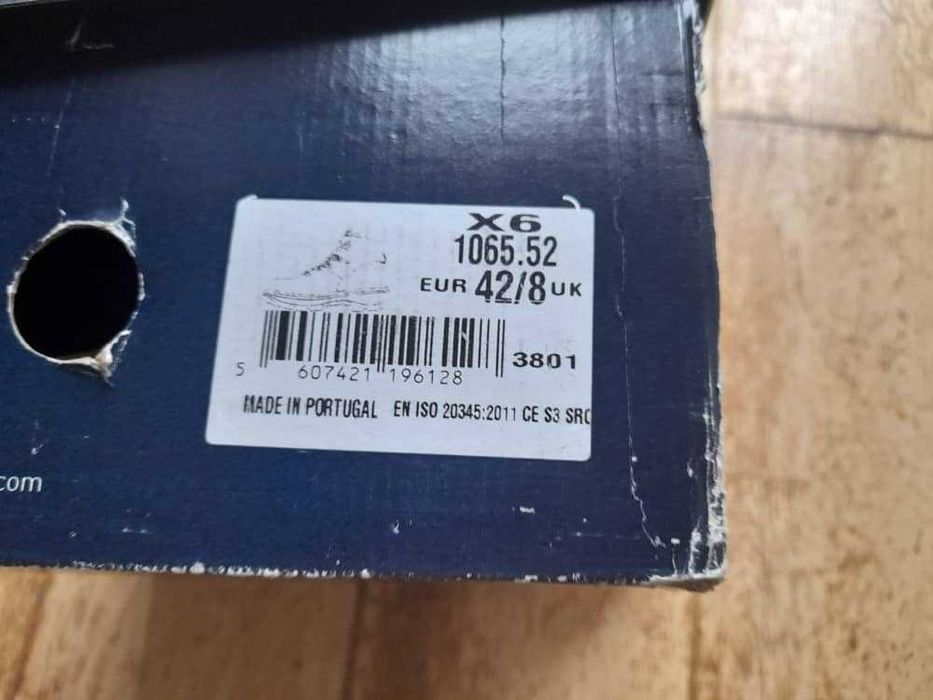 X6
1065.52
EUR 42/8 UK
3801
5 607421 196128
MADE IN PORTUGAL EN ISO 20345:2011 CE S3 SRC
.com